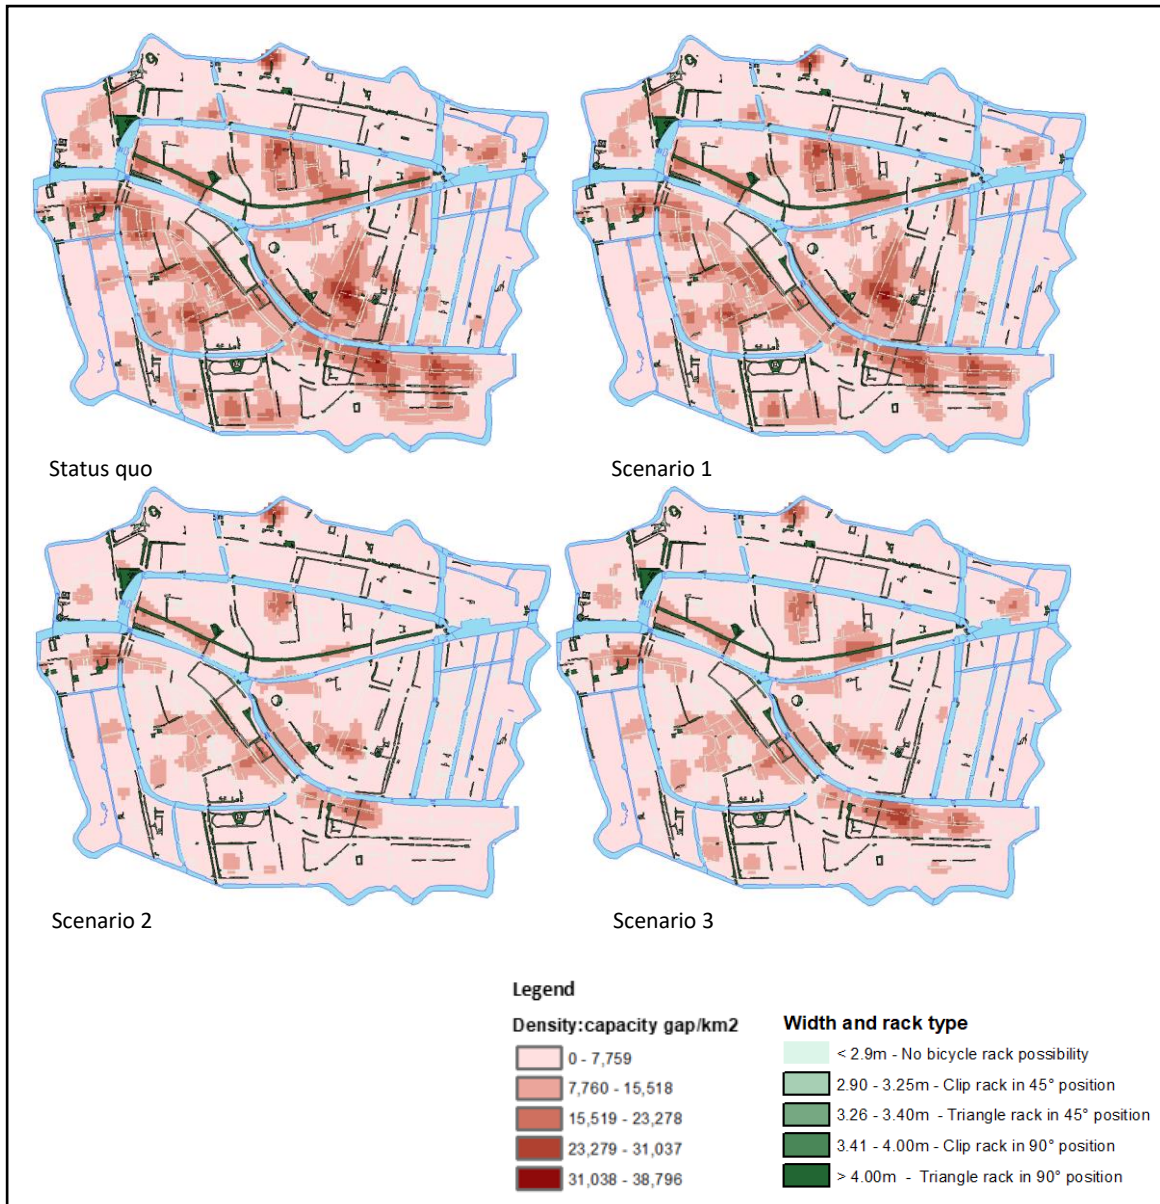 Status quo
Scenario 1
Scenario 2
Scenario 3
Legend
Density:capacity gap/km2
0 - 7,759
7,760 - 15,518
15,519 - 23,278
23,279 - 31,037
31,038 - 38,796
Width and rack type
< 2.9m - No bicycle rack possibility
2.90 - 3.25m - Clip rack in 45° position
3.26 - 3.40m - Triangle rack in 45° position
3.41 - 4.00m - Clip rack in 90° position
> 4.00m - Triangle rack in 90° position